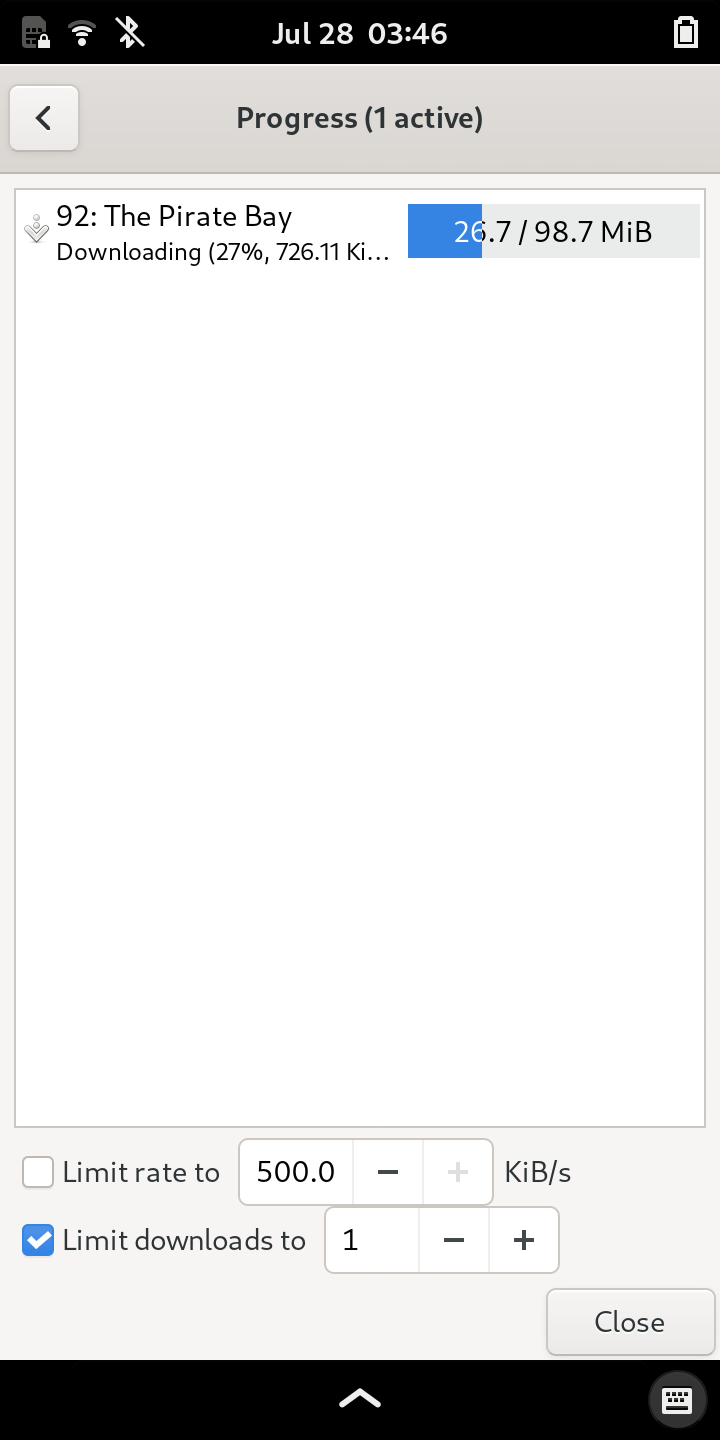 Jul 28 03:46
Progress (1 active)
92: The Pirate Bay
Downloading (27%, 726.11 Ki...
26.7 / 98.7 MiB
Limit rate to 500.0 KiB/s
Limit downloads to 1
Close